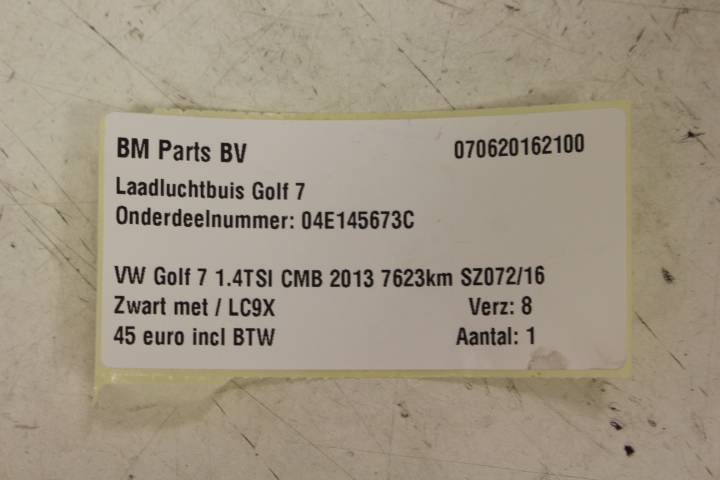 BM Parts BV 070620162100
Laadluchtbuis Golf 7
Onderdeelnummer: 04E145673C
VW Golf 7 1.4TSI CMB 2013 7623km SZ072/16
Zwart met / LC9X Verz: 8
45 euro incl BTW Aantal: 1